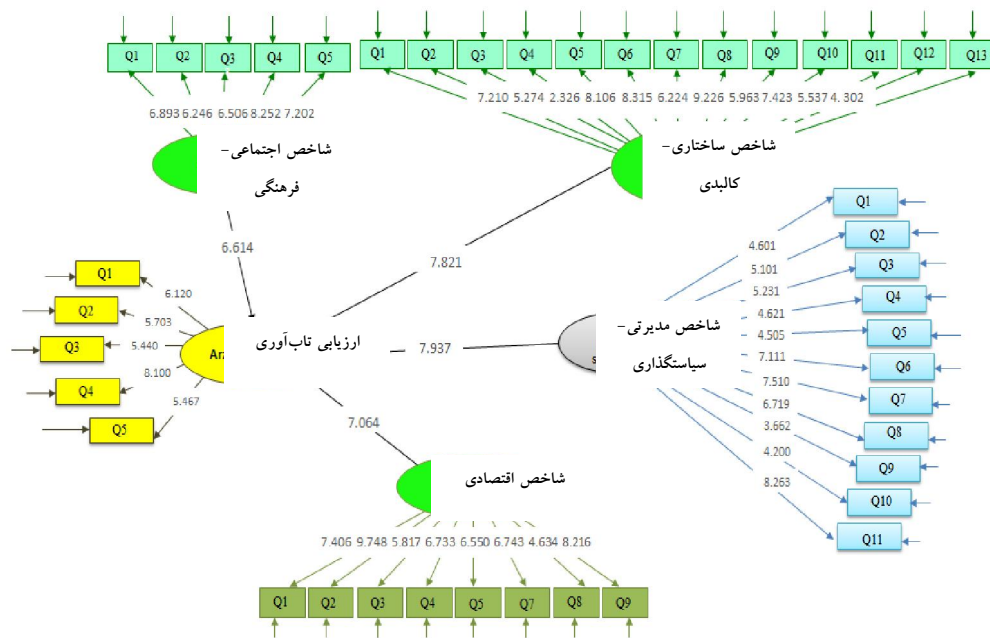 Q1 Q2 Q3 Q4 Q5
Q1 Q2 Q3 Q4 Q5 Q6 Q7 Q8 Q9 Q10 Q11 Q12 Q13
6.893 6.246 6.506 8.252 7.202
7.210 5.274 2.326 8.106 8.315 6.224 9.226 5.963 7.423 5.537 4. 302
شاخص اجتماعی-
فرهنگی
شاخص ساختاری-
کالبدی
6.614
7.821
Q1
Q2
Q3
Q4
Q5
6.120
5.703
5.440
8.100
5.467
Ara
ارزیابی تاب‌آوری
7.937
s
شاخص مدیرتی-
سیاستگذاری
4.601
5.101
5.231
4.621
4.505
7.111
7.510
6.719
3.662
4.200
8.263
Q1
Q2
Q3
Q4
Q5
Q6
Q7
Q8
Q9
Q10
Q11
7.064
شاخص اقتصادی
7.406 9.748 5.817 6.733 6.550 6.743 4.634 8.216
Q1 Q2 Q3 Q4 Q5 Q7 Q8 Q9